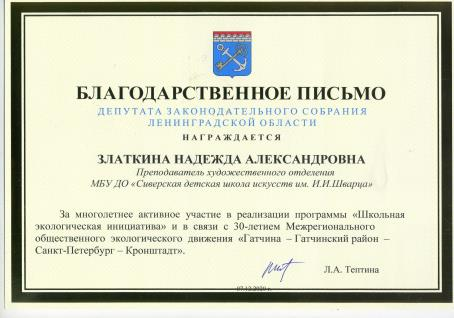 БЛАГОДАРСТВЕННОЕ ПИСЬМО
ДЕПУТАТА ЗАКОНОДАТЕЛЬНОГО СОБРАНИЯ
ЛЕНИНГРАДСКОЙ ОБЛАСТИ
НАГРАЖДАЕТСЯ
ЗЛАТКИНА НАДЕЖДА АЛЕКСАНДРОВНА
Преподаватель художественного отделения
МБУ ДО «Сиверская детская школа искусств им. И.И.Шварца»
За многолетнее активное участие в реализации программы «Школьная
экологическая инициатива» и в связи с 30-летием Межрегионального
общественного экологического движения «Гатчина – Гатчинский район –
Санкт-Петербург – Кронштадт».
Л.А. Тептина
07.12.2020 г.